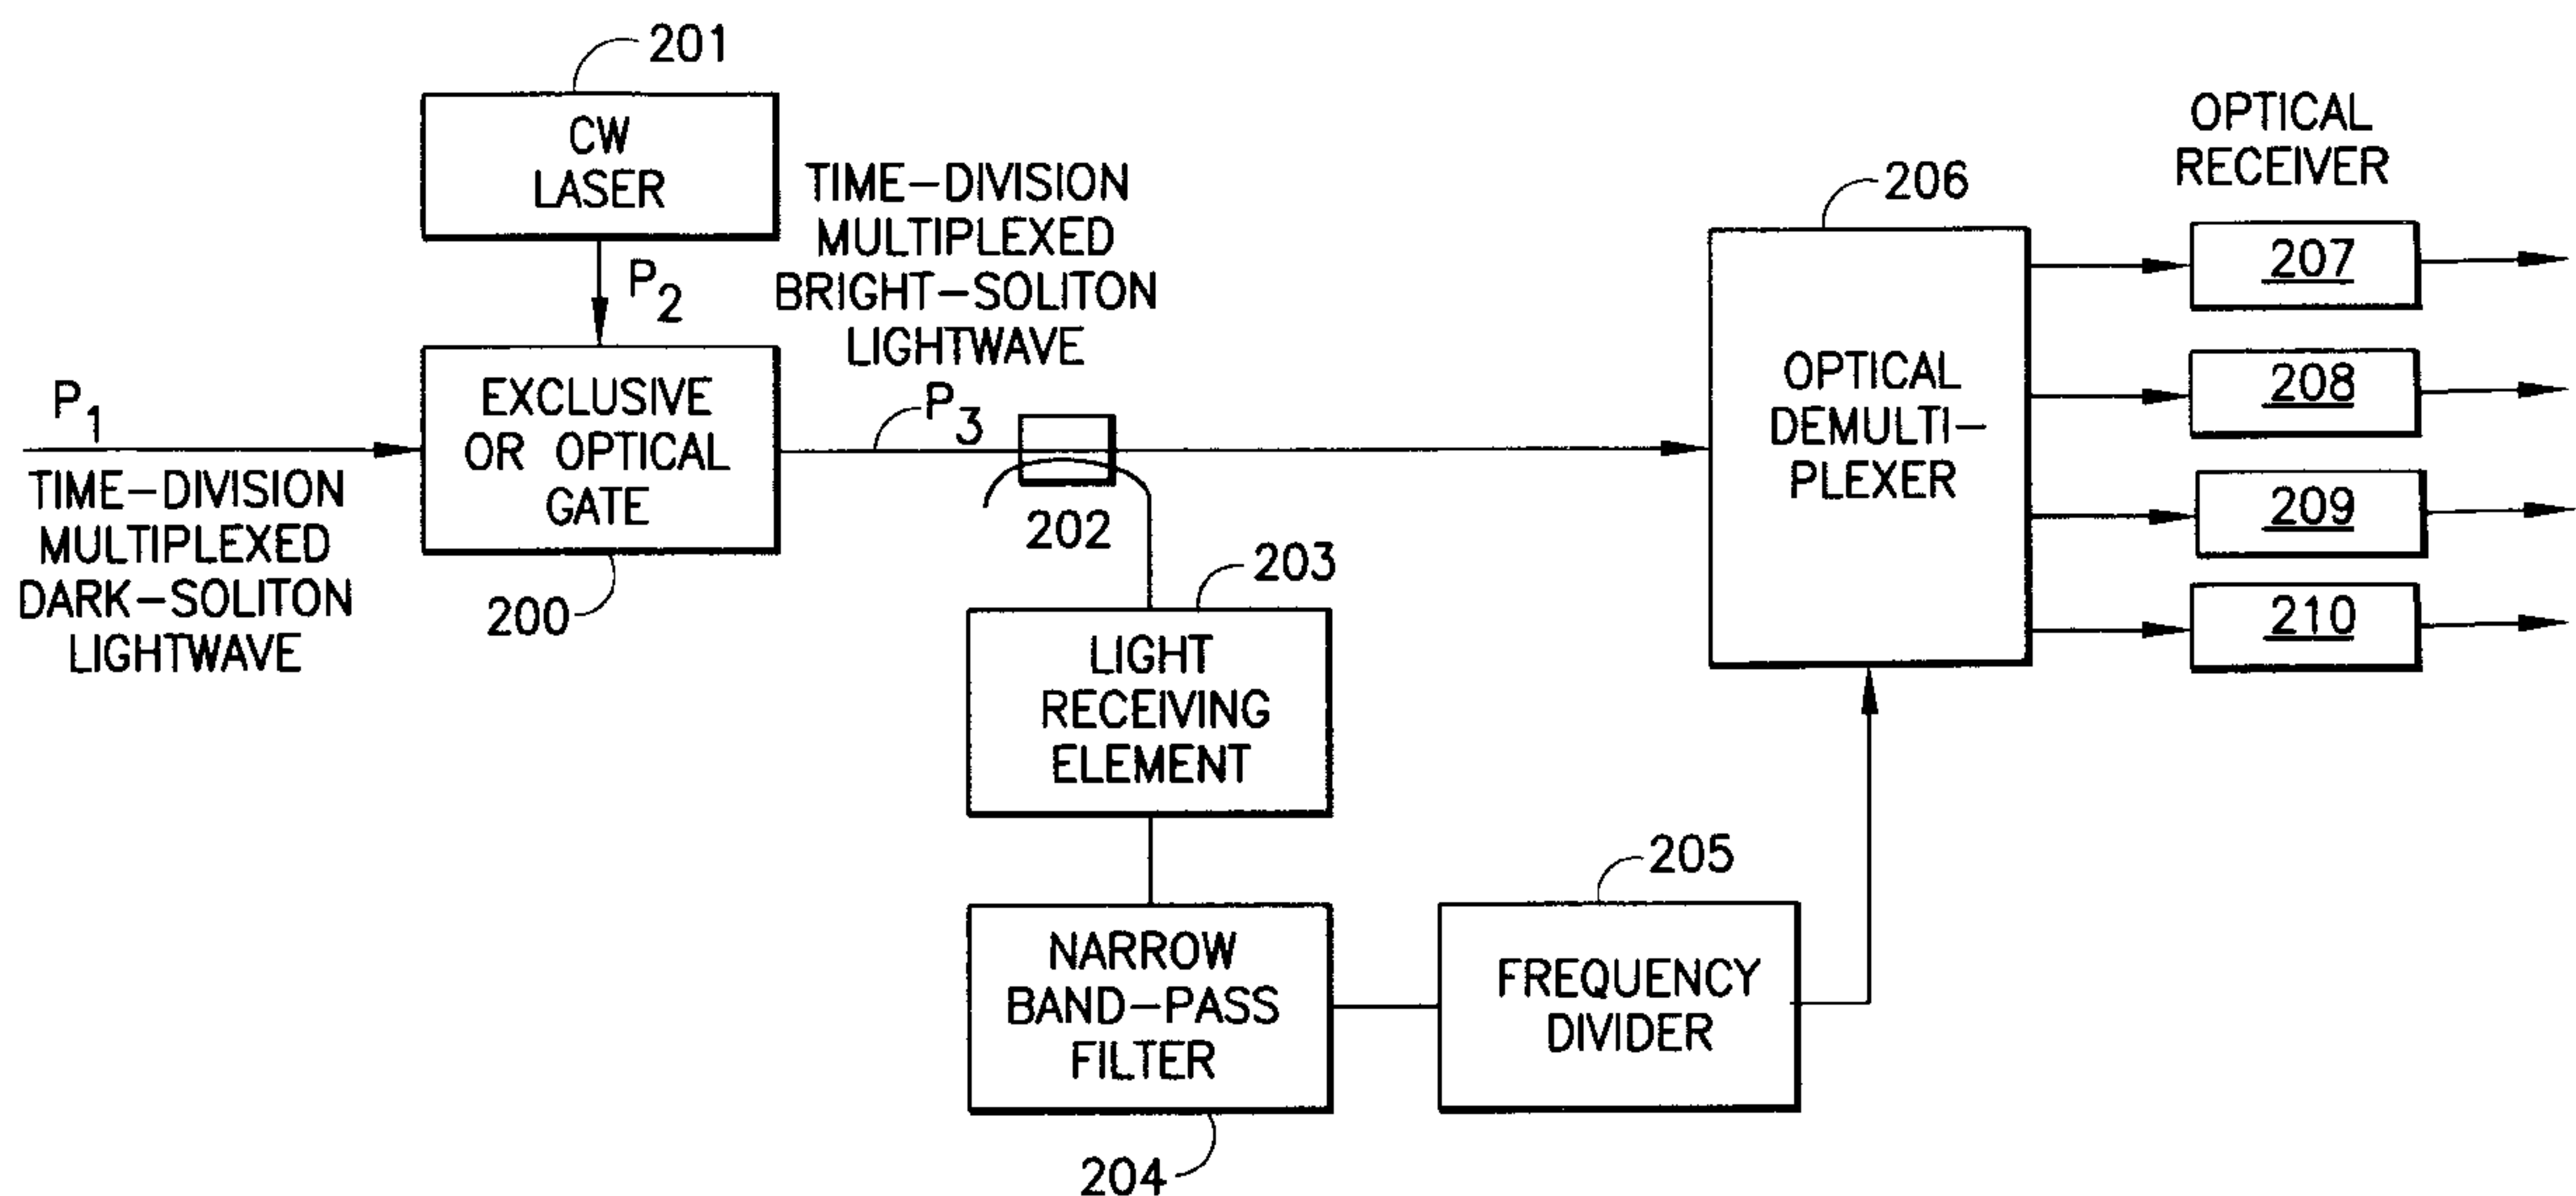 201
CW
LASER
P2
TIME-DIVISION
MULTIPLEXED
BRIGHT-SOLITON
LIGHTWAVE
P1
TIME-DIVISION
MULTIPLEXED
DARK-SOLITON
LIGHTWAVE
EXCLUSIVE
OR OPTICAL
GATE
200
P3
202
203
LIGHT
RECEIVING
ELEMENT
NARROW
BAND-PASS
FILTER
204
205
FREQUENCY
DIVIDER
206
OPTICAL
DEMULTI-
PLEXER
OPTICAL
RECEIVER
207
208
209
210